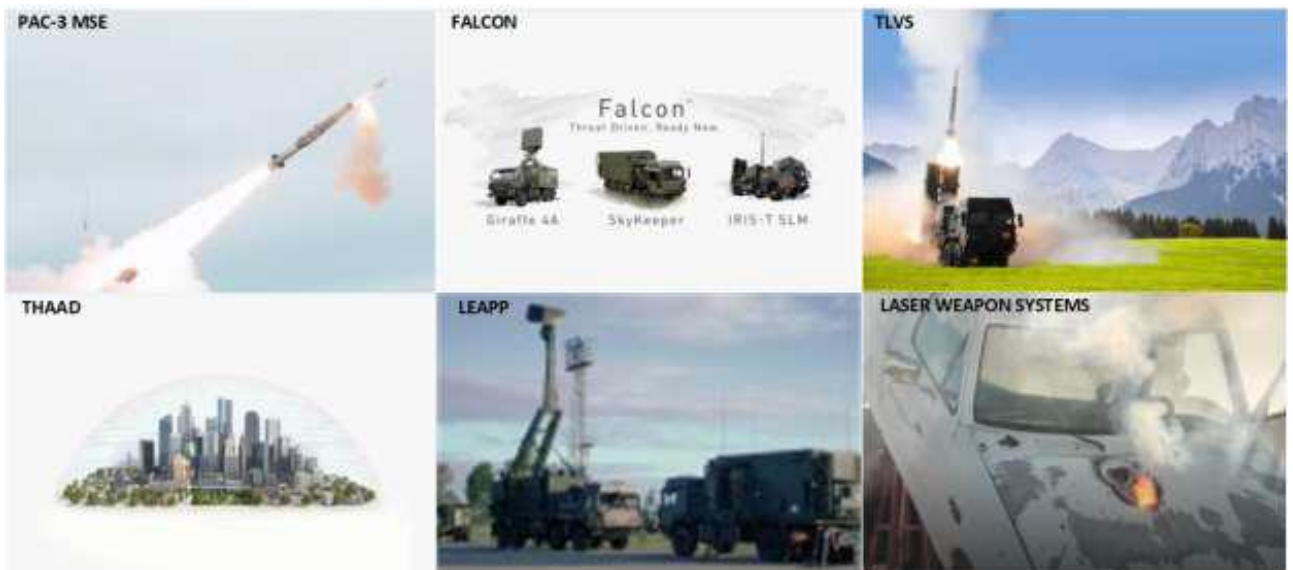 PAC-3 MSE
FALCON
TLVS
Falcon™
Threat Driven. Ready Now.
Giraffe 4A
SkyKeeper
IRIS-T SLM
THAAD
LEAPP
LASER WEAPON SYSTEMS